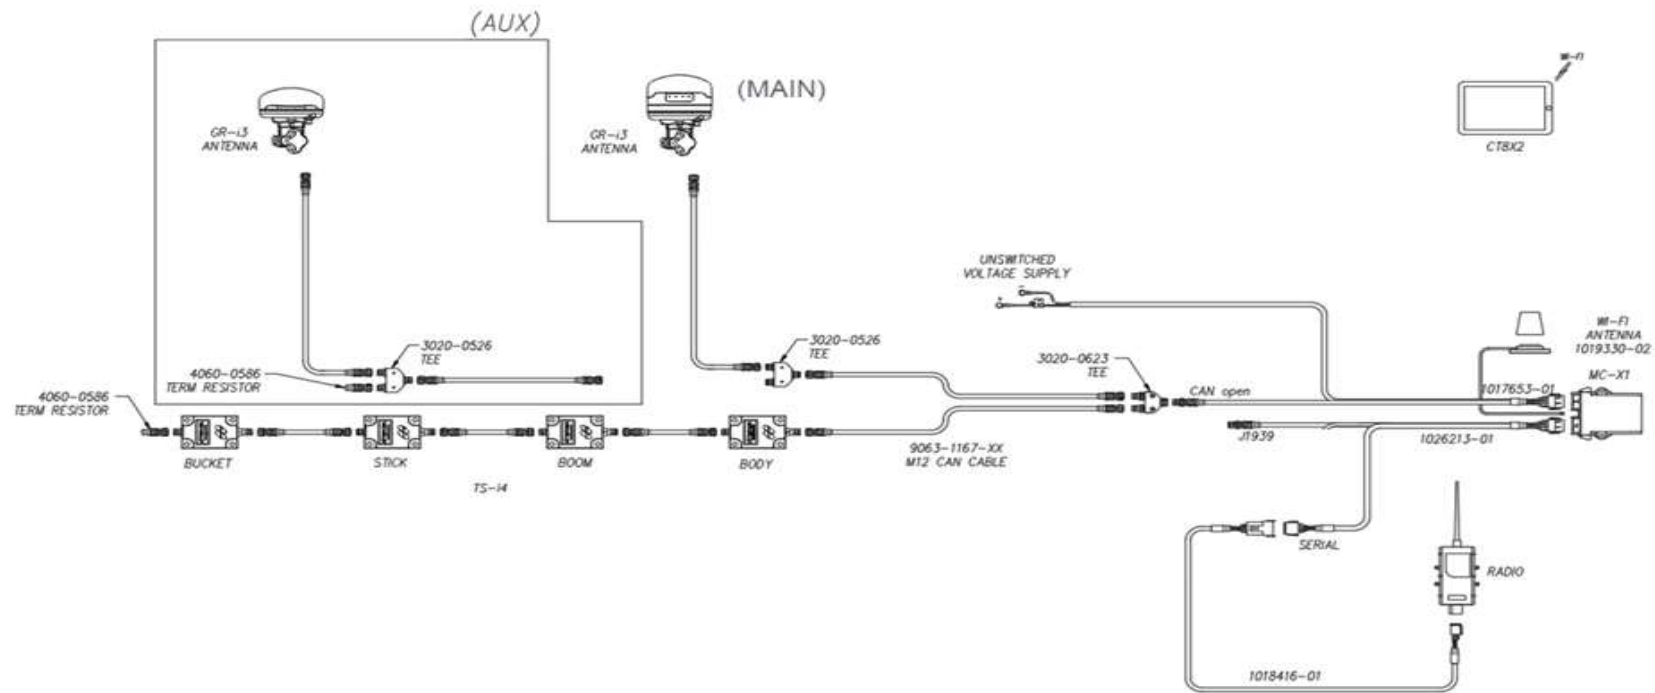 (AUX)
(MAIN)
WI-FI
CT8X2
GR-i3
ANTENNA
GR-i3
ANTENNA
UNSWITCHED
VOLTAGE SUPPLY
WI-FI
ANTENNA
1019330-02
MC-X1
3020-0526
TEE
4060-0586
TERM RESISTOR
3020-0526
TEE
3020-0623
TEE
CAN open
1017653-01
4060-0586
TERM RESISTOR
BUCKET
STICK
BOOM
BODY
TS-i4
9063-1167-XX
M12 CAN CABLE
J1939
1026213-01
SERIAL
RADIO
1018416-01